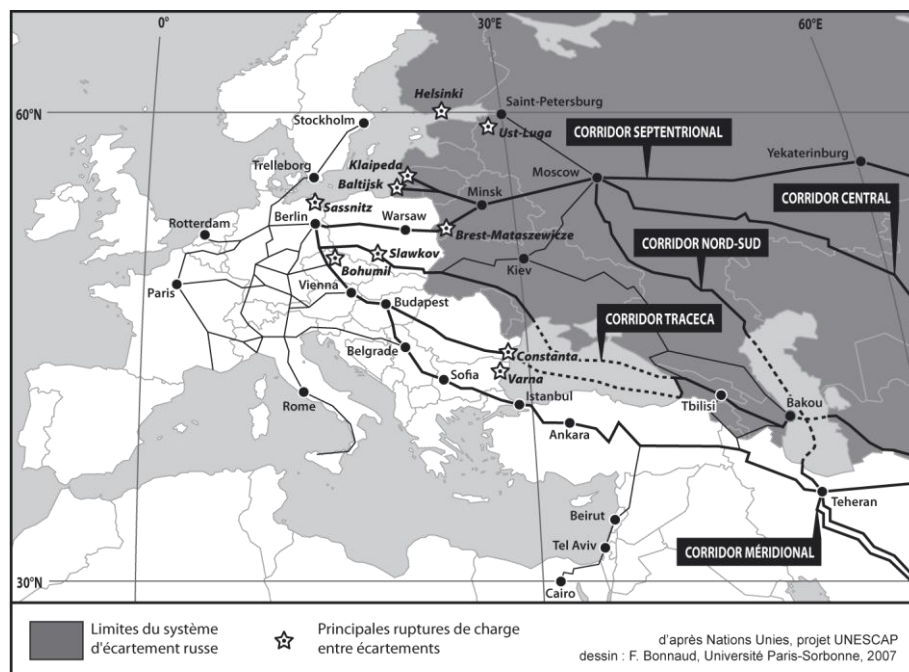 0°
30°E
60°E
Helsinki
60°N
Saint-Petersburg
Stockholm
Ust-Luga
CORRIDOR SEPTENTRIONAL
Yekaterinburg
Trelleborg
Klaipeda
Moscow
Baltijsk
Minsk
CORRIDOR CENTRAL
Sassnitz
Rotterdam
Berlin
Warsaw
Brest-Mataszewicze
CORRIDOR NORD-SUD
Slawkov
Bohumil
Kiev
Paris
Vienna
Budapest
CORRIDOR TRACECA
Belgrade
Constanta
Sofia
Varna
Istanbul
Rome
Tbilisi
Bakou
Ankara
Teheran
Beirut
Tel Aviv
CORRIDOR MÉRIDIONAL
30°N
Cairo
Limites du système
d'écartement russe
Principales ruptures de charge
entre écartements
d'après Nations Unies, projet UNESCAP
dessin : F. Bonnaud, Université Paris-Sorbonne, 2007